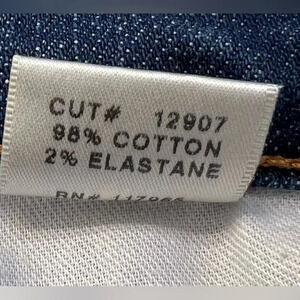 CUT# 12907
98% COTTON
2% ELASTANE
RN#